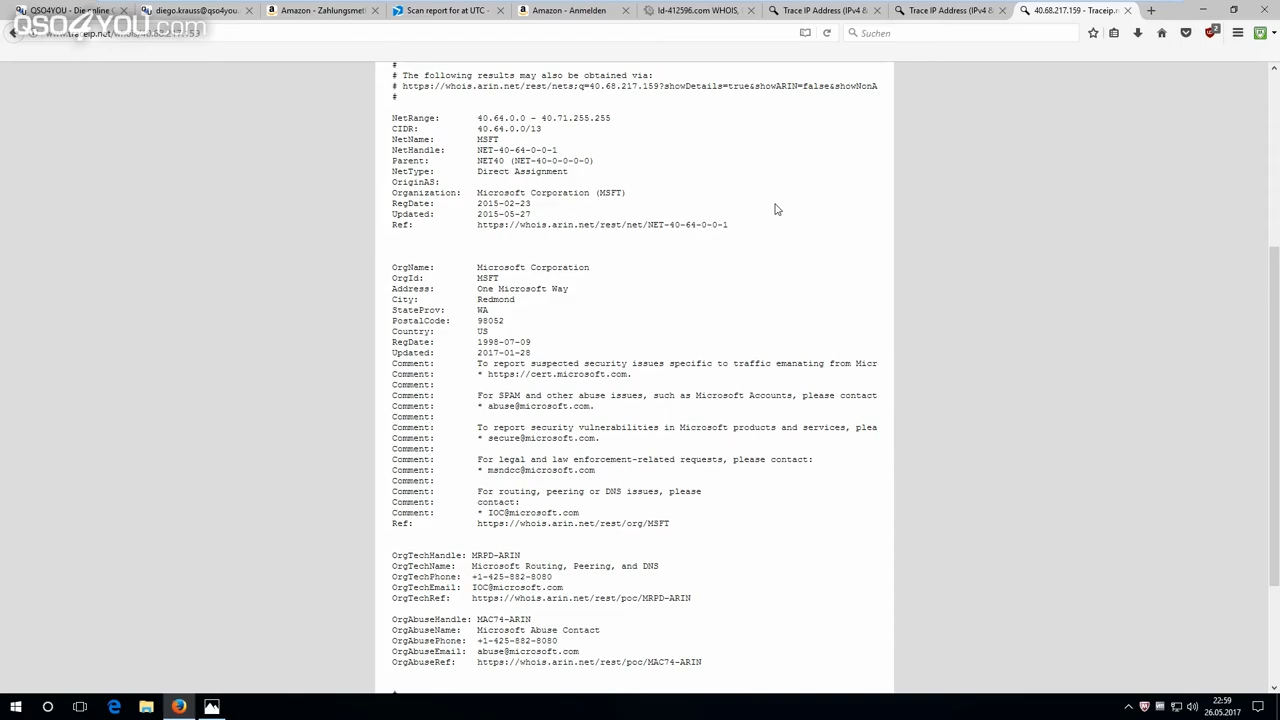 QSO4YOU - Die online
diego.krauss@qso4you.
Amazon - Zahlungsmet
Scan report for at UTC -
Amazon - Anmelden
ld-412596.com WHOIS,
Trace IP Address (IPv4 &
Trace IP Address (IPv4 &
40.68.217.159 - Traceip.n
QSO4YOU.com
Suchen
2
#
# The following results may also be obtained via:
# https://whois.arin.net/rest/nets;q=40.68.217.159?showDetails=true&showARIN=false&showNonA
#
NetRange: 40.64.0.0 - 40.71.255.255
CIDR: 40.64.0.0/13
NetName: MSFT
NetHandle: NET-40-64-0-0-1
Parent: NET40 (NET-40-0-0-0-0)
NetType: Direct Assignment
OriginAS:
Organization: Microsoft Corporation (MSFT)
RegDate: 2015-02-23
Updated: 2015-05-27
Ref: https://whois.arin.net/rest/net/NET-40-64-0-0-1
OrgName: Microsoft Corporation
OrgId: MSFT
Address: One Microsoft Way
City: Redmond
StateProv: WA
PostalCode: 98052
Country: US
RegDate: 1998-07-09
Updated: 2017-01-28
Comment: To report suspected security issues specific to traffic emanating from Micr
Comment: * https://cert.microsoft.com.
Comment:
Comment: For SPAM and other abuse issues, such as Microsoft Accounts, please contact
Comment: * abuse@microsoft.com.
Comment:
Comment: To report security vulnerabilities in Microsoft products and services, plea
Comment: * secure@microsoft.com.
Comment:
Comment: For legal and law enforcement-related requests, please contact:
Comment: * msndcc@microsoft.com
Comment:
Comment: For routing, peering or DNS issues, please
Comment: contact:
Comment: * IOC@microsoft.com
Ref: https://whois.arin.net/rest/org/MSFT
OrgTechHandle: MRPD-ARIN
OrgTechName: Microsoft Routing, Peering, and DNS
OrgTechPhone: +1-425-882-8080
OrgTechEmail: IOC@microsoft.com
OrgTechRef: https://whois.arin.net/rest/poc/MRPD-ARIN
OrgAbuseHandle: MAC74-ARIN
OrgAbuseName: Microsoft Abuse Contact
OrgAbusePhone: +1-425-882-8080
OrgAbuseEmail: abuse@microsoft.com
OrgAbuseRef: https://whois.arin.net/rest/poc/MAC74-ARIN
22:59
26.05.2017